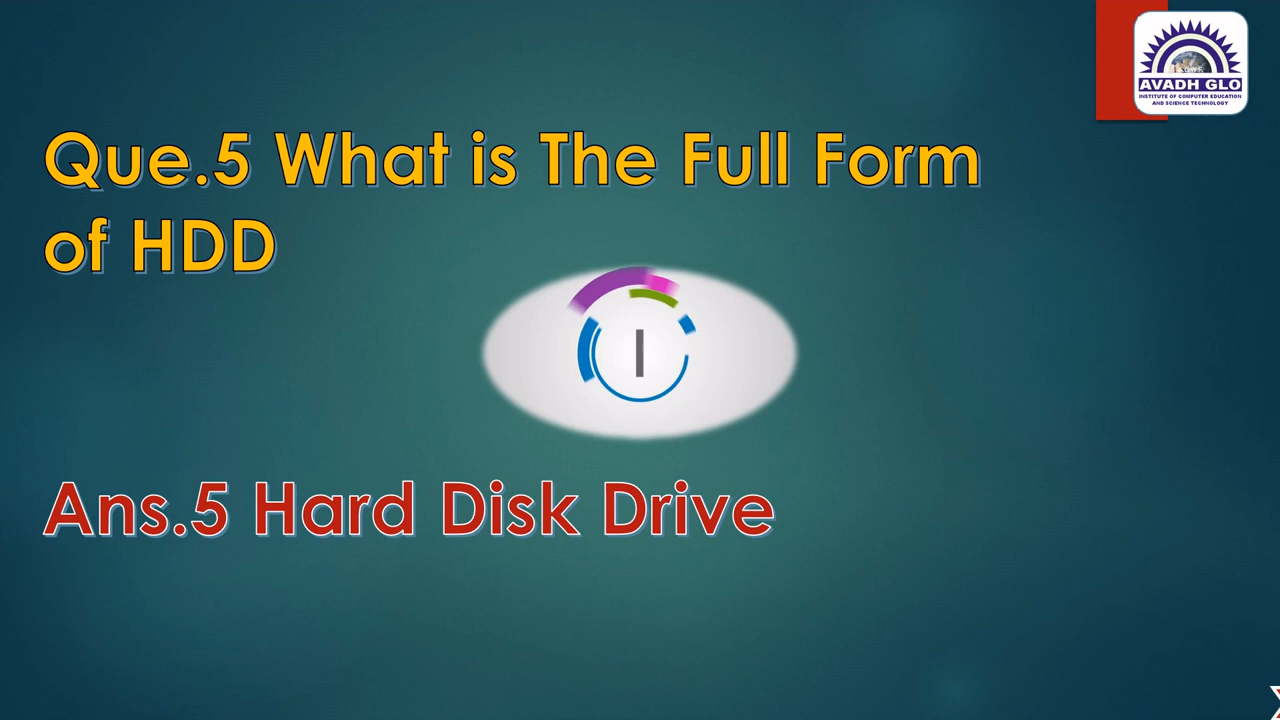 AVADH GLO
INSTITUTE OF COMPUTER EDUCATION
AND SCIENCE TECHNOLOGY
Que.5 What is The Full Form
of HDD
Ans.5 Hard Disk Drive